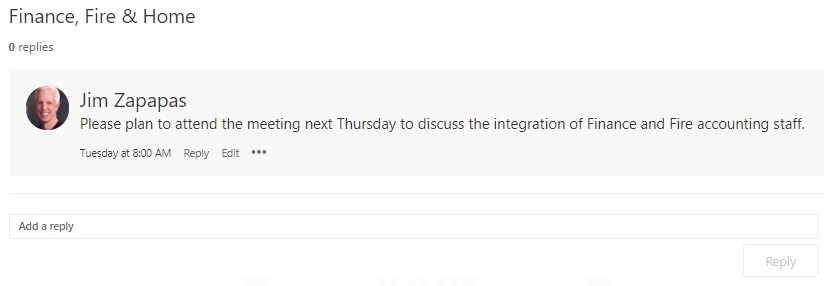 Finance, Fire & Home
0 replies
Jim Zapapas
Please plan to attend the meeting next Thursday to discuss the integration of Finance and Fire accounting staff.
Tuesday at 8:00 AM Reply Edit •••
Add a reply
Reply